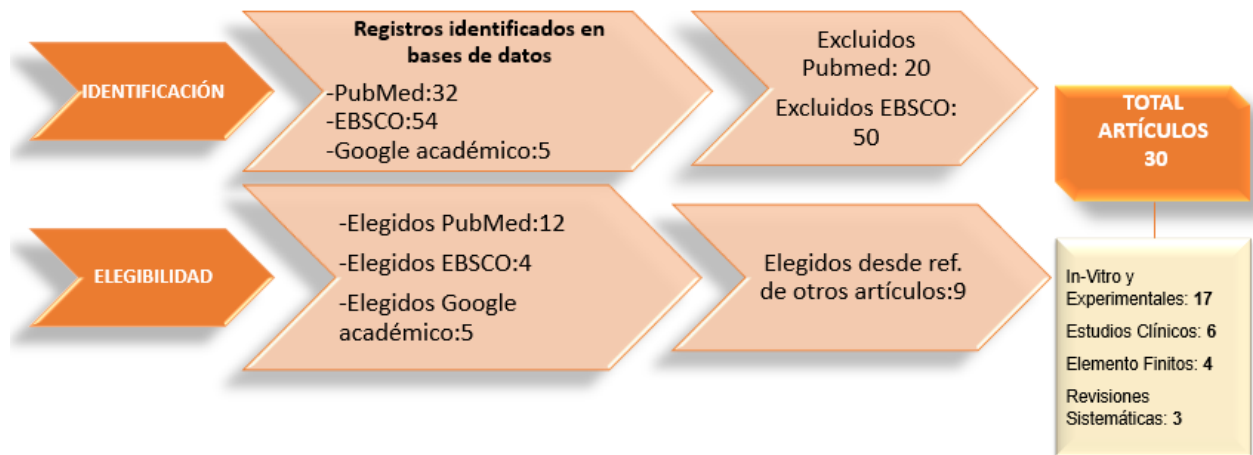 IDENTIFICACIÓN
Registros identificados en
bases de datos
-PubMed:32
-EBSCO:54
-Google académico:5
Excluidos
Pubmed: 20
Excluidos EBSCO:
50
ELEGIBILIDAD
-Elegidos PubMed:12
-Elegidos EBSCO:4
-Elegidos Google
académico:5
Elegidos desde ref.
de otros artículos:9
TOTAL
ARTÍCULOS
30
In-Vitro y
Experimentales: 17
Estudios Clínicos: 6
Elemento Finitos: 4
Revisiones
Sistemáticas: 3